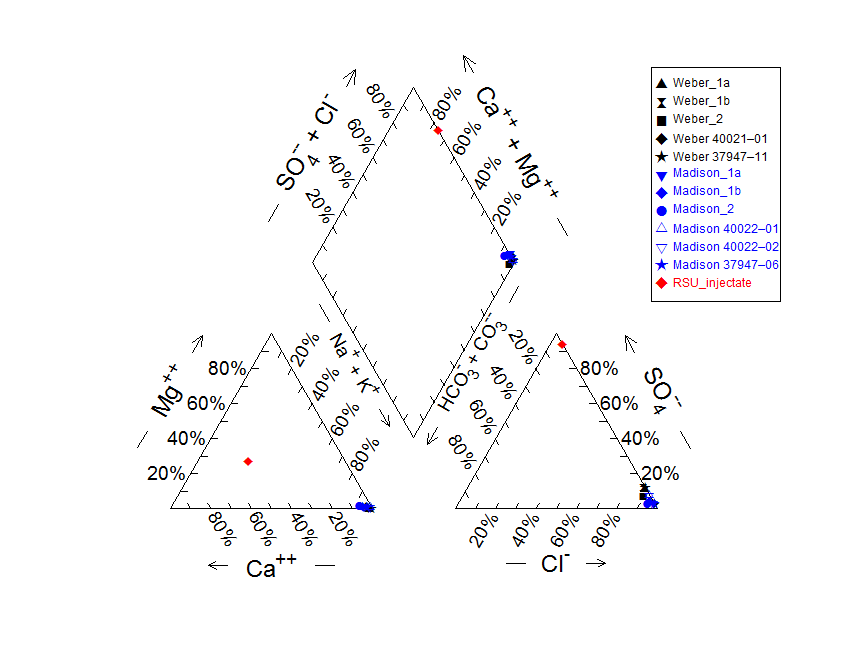 SO4-- + Cl-
80%
60%
40%
20%
Ca++ + Mg++
80%
60%
40%
20%
Weber_1a
Weber_1b
Weber_2
Weber 40021–01
Weber 37947–11
Madison_1a
Madison_1b
Madison_2
Madison 40022–01
Madison 40022–02
Madison 37947–06
RSU_injectate
Mg++
80%
60%
40%
20%
Na+ + K+
20%
40%
60%
80%
80%
60%
40%
20%
Ca++
HCO3- + CO3--
20%
40%
60%
80%
SO4--
80%
60%
40%
20%
20%
40%
60%
80%
Cl-